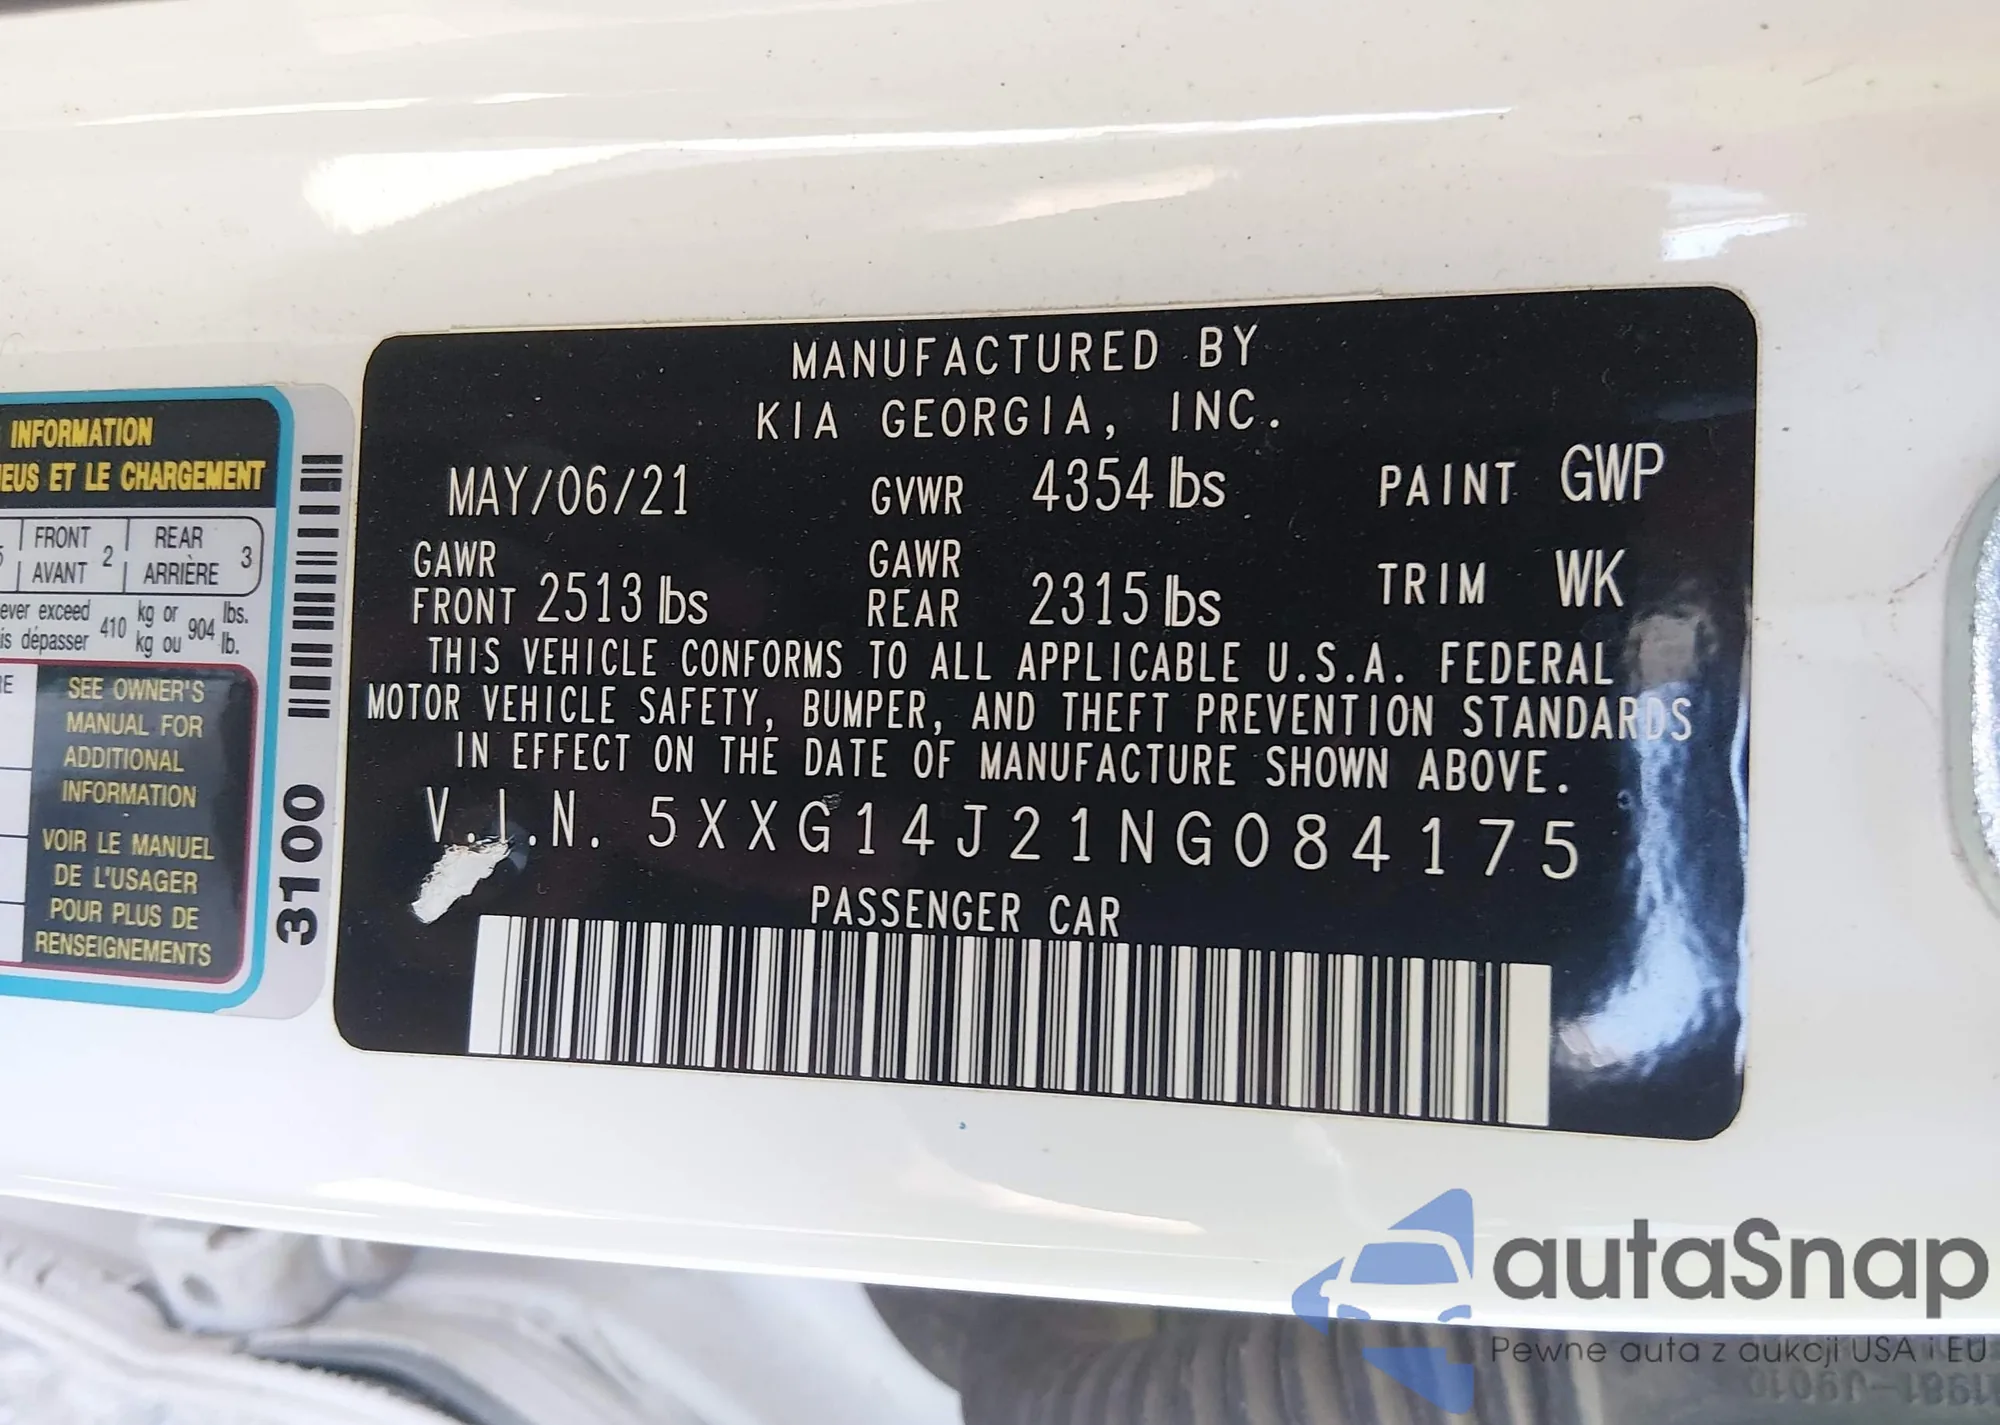 MANUFACTURED BY
KIA GEORGIA, INC.
MAY/06/21 GVWR 4354 lbs PAINT GWP
GAWR FRONT 2513 lbs GAWR REAR 2315 lbs TRIM WK
THIS VEHICLE CONFORMS TO ALL APPLICABLE U.S.A. FEDERAL
MOTOR VEHICLE SAFETY, BUMPER, AND THEFT PREVENTION STANDARDS
IN EFFECT ON THE DATE OF MANUFACTURE SHOWN ABOVE.
V.I.N. 5XXG14J21NG084175
PASSENGER CAR
INFORMATION
ET LE CHARGEMENT
FRONT 2 REAR 3
AVANT ARRIÈRE
exceed 410 kg or 904 lbs.
dépasser kg ou lb.
SEE OWNER'S
MANUAL FOR
ADDITIONAL
INFORMATION
VOIR LE MANUEL
DE L'USAGER
POUR PLUS DE
RENSEIGNEMENTS
3100
autaSnap
Pewne auta z aukcji USA i EU